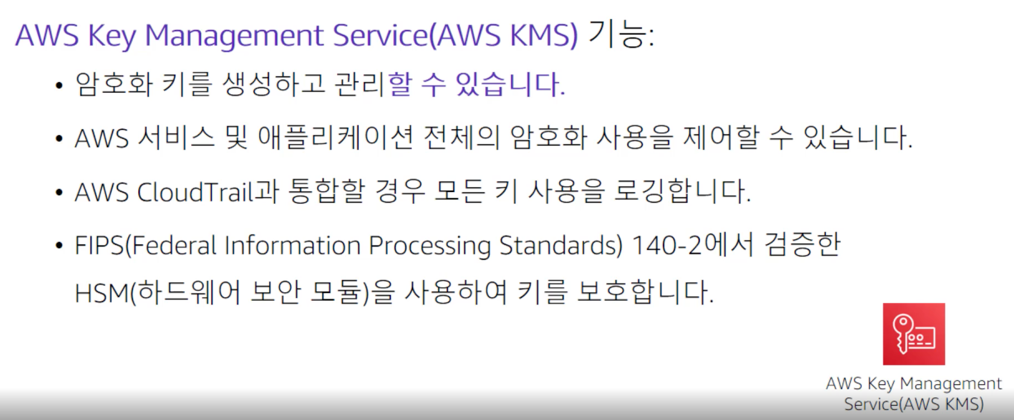 AWS Key Management Service(AWS KMS) 기능:
• 암호화 키를 생성하고 관리할 수 있습니다.
• AWS 서비스 및 애플리케이션 전체의 암호화 사용을 제어할 수 있습니다.
• AWS CloudTrail과 통합할 경우 모든 키 사용을 로깅합니다.
• FIPS(Federal Information Processing Standards) 140-2에서 검증한
HSM(하드웨어 보안 모듈)을 사용하여 키를 보호합니다.
AWS Key Management
Service(AWS KMS)